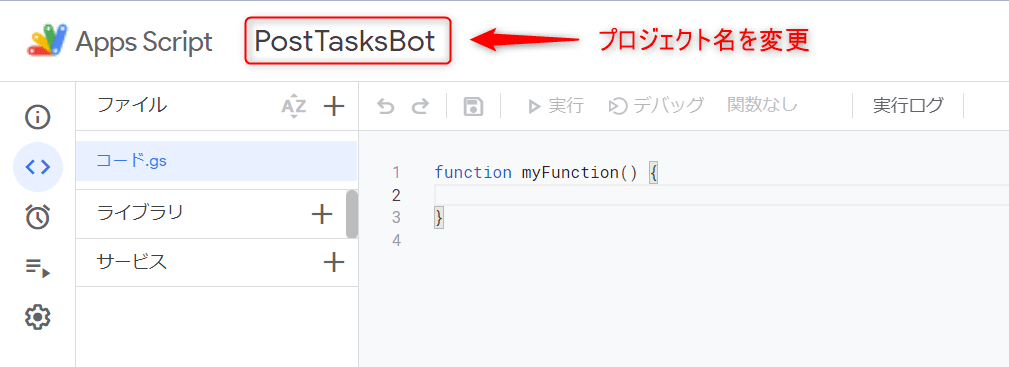 Apps Script PostTasksBot プロジェクト名を変更
ファイル AZ 実行 デバッグ 関数なし 実行ログ
コード.gs
ライブラリ
サービス
1 function myFunction() {
2
3 }
4